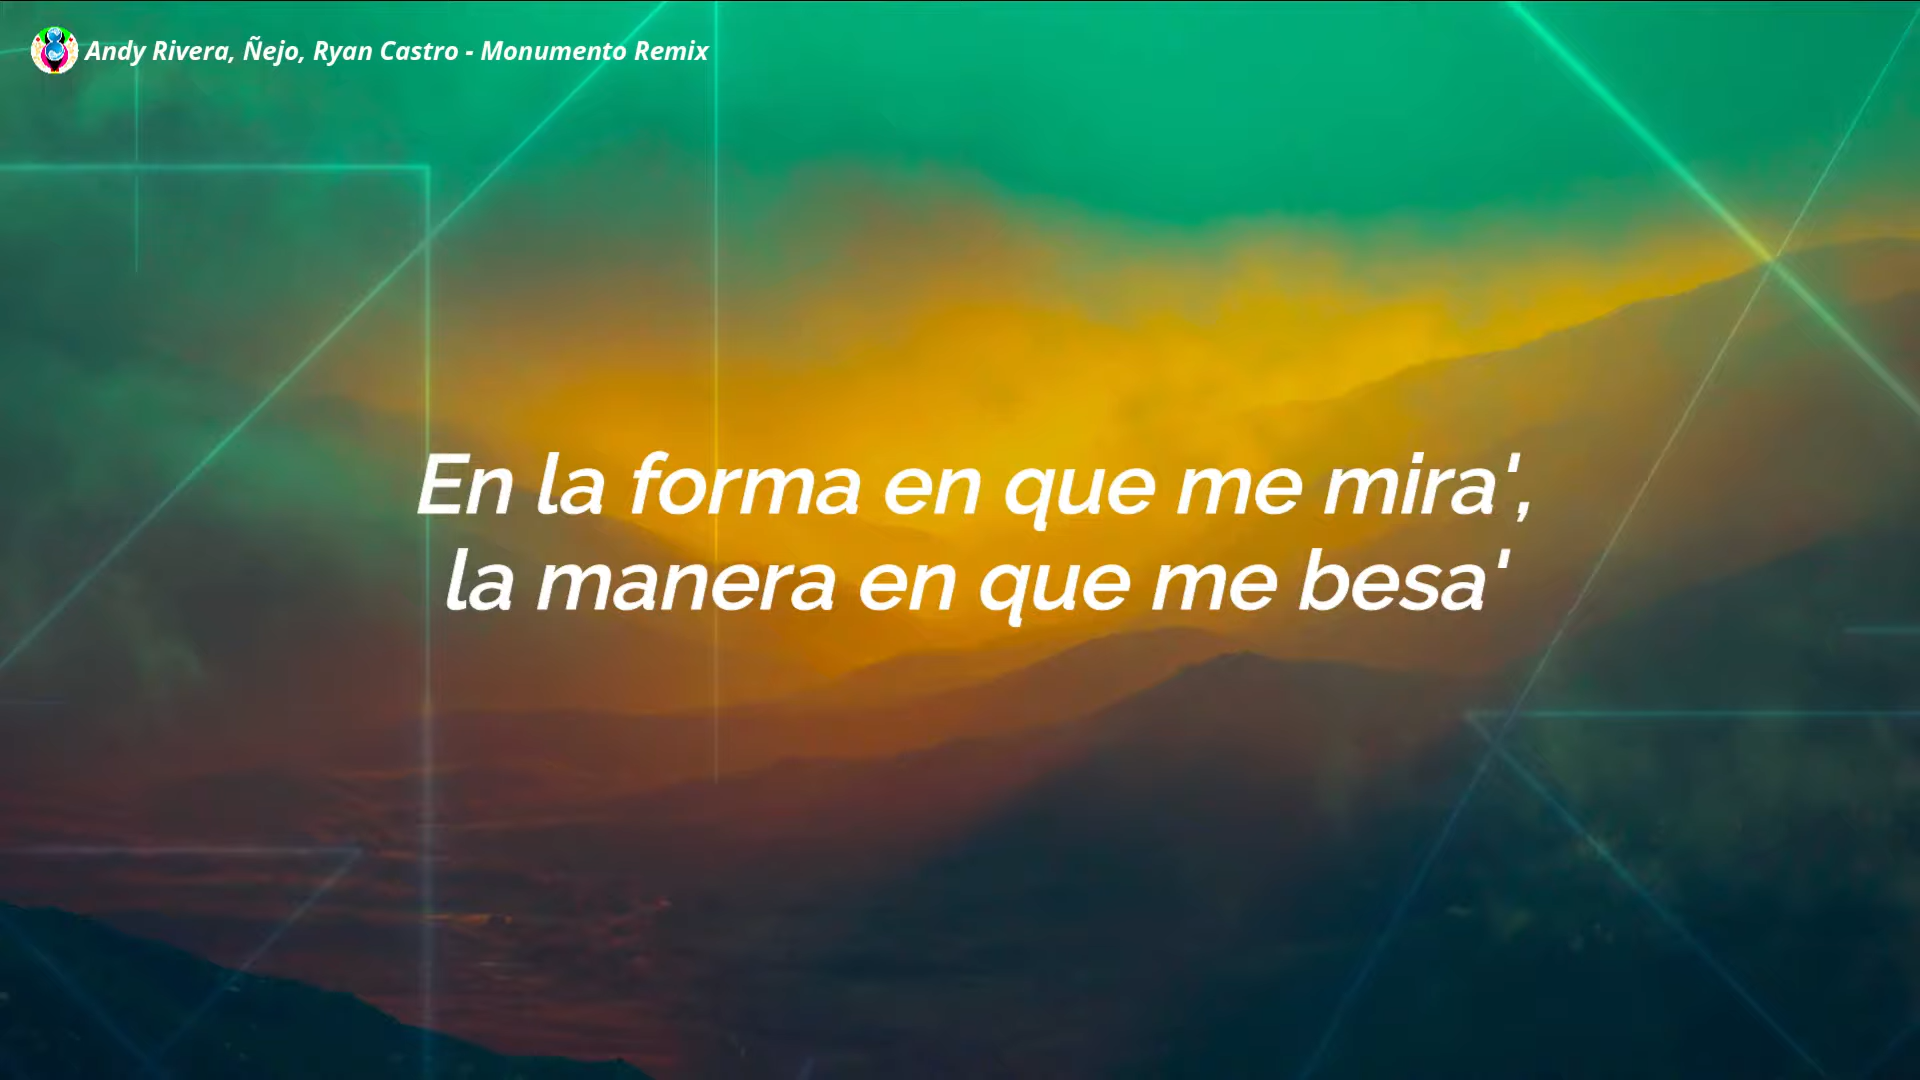 Andy Rivera, Ñejo, Ryan Castro - Monumento Remix
En la forma en que me mira',
la manera en que me besa'